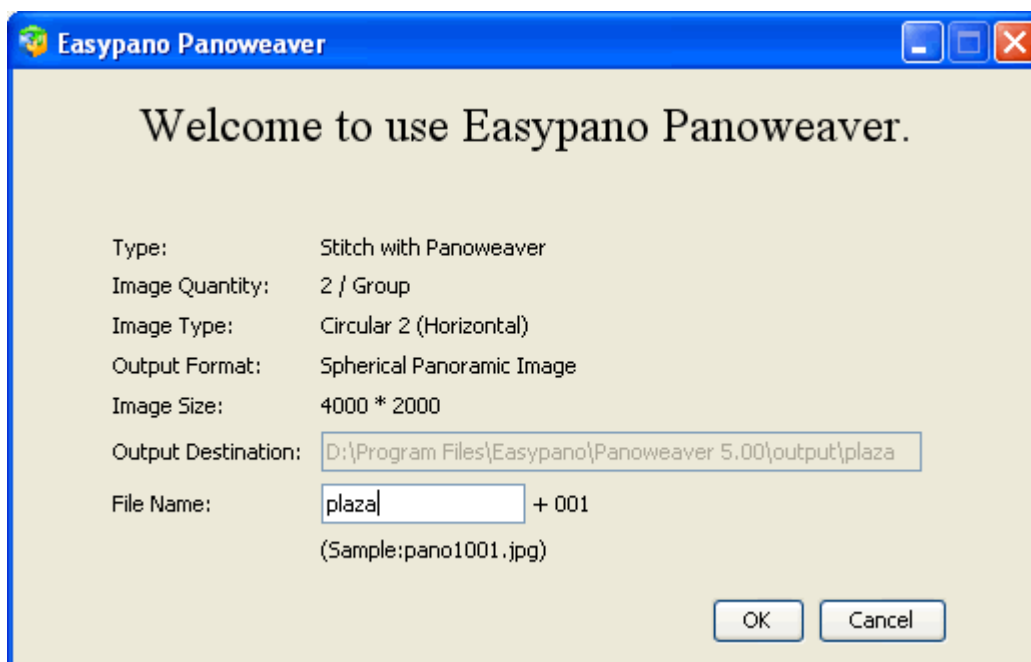 Easypano Panoweaver
Welcome to use Easypano Panoweaver.
Type: Stitch with Panoweaver
Image Quantity: 2 / Group
Image Type: Circular 2 (Horizontal)
Output Format: Spherical Panoramic Image
Image Size: 4000 * 2000
Output Destination: D:\Program Files\Easypano\Panoweaver 5.00\output\plaza
File Name: plaza + 001
(Sample:pano1001.jpg)
OK Cancel